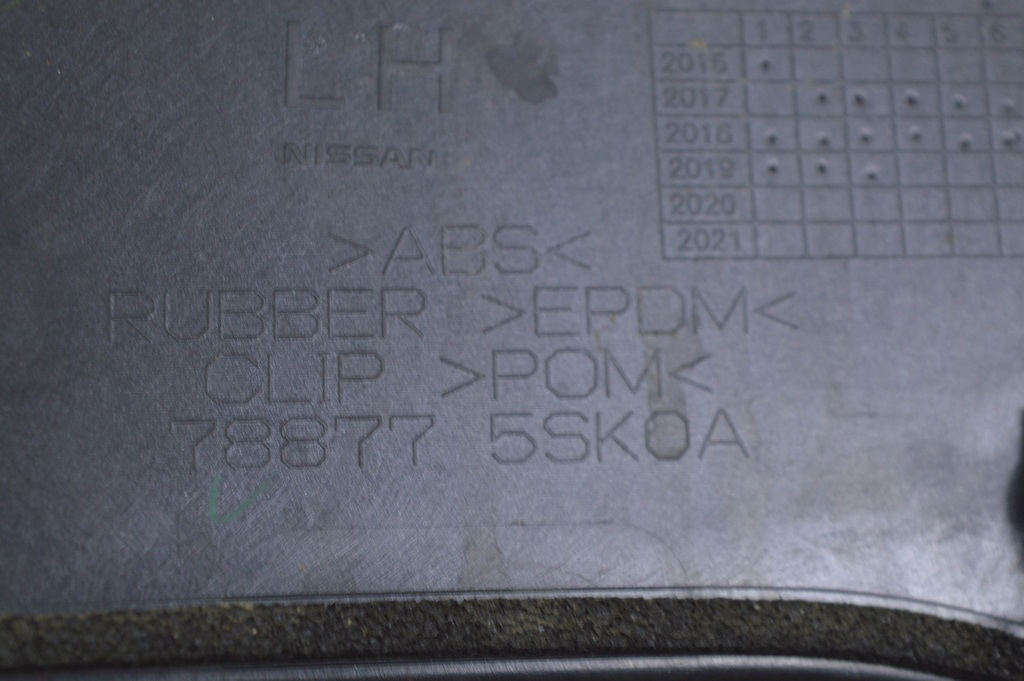 LH
NISSAN
1 2 3 4 5 6
2016
2017
2018
2019
2020
2021
>ABS<
RUBBER >EPDM<
CLIP >POM<
78877 5SK0A